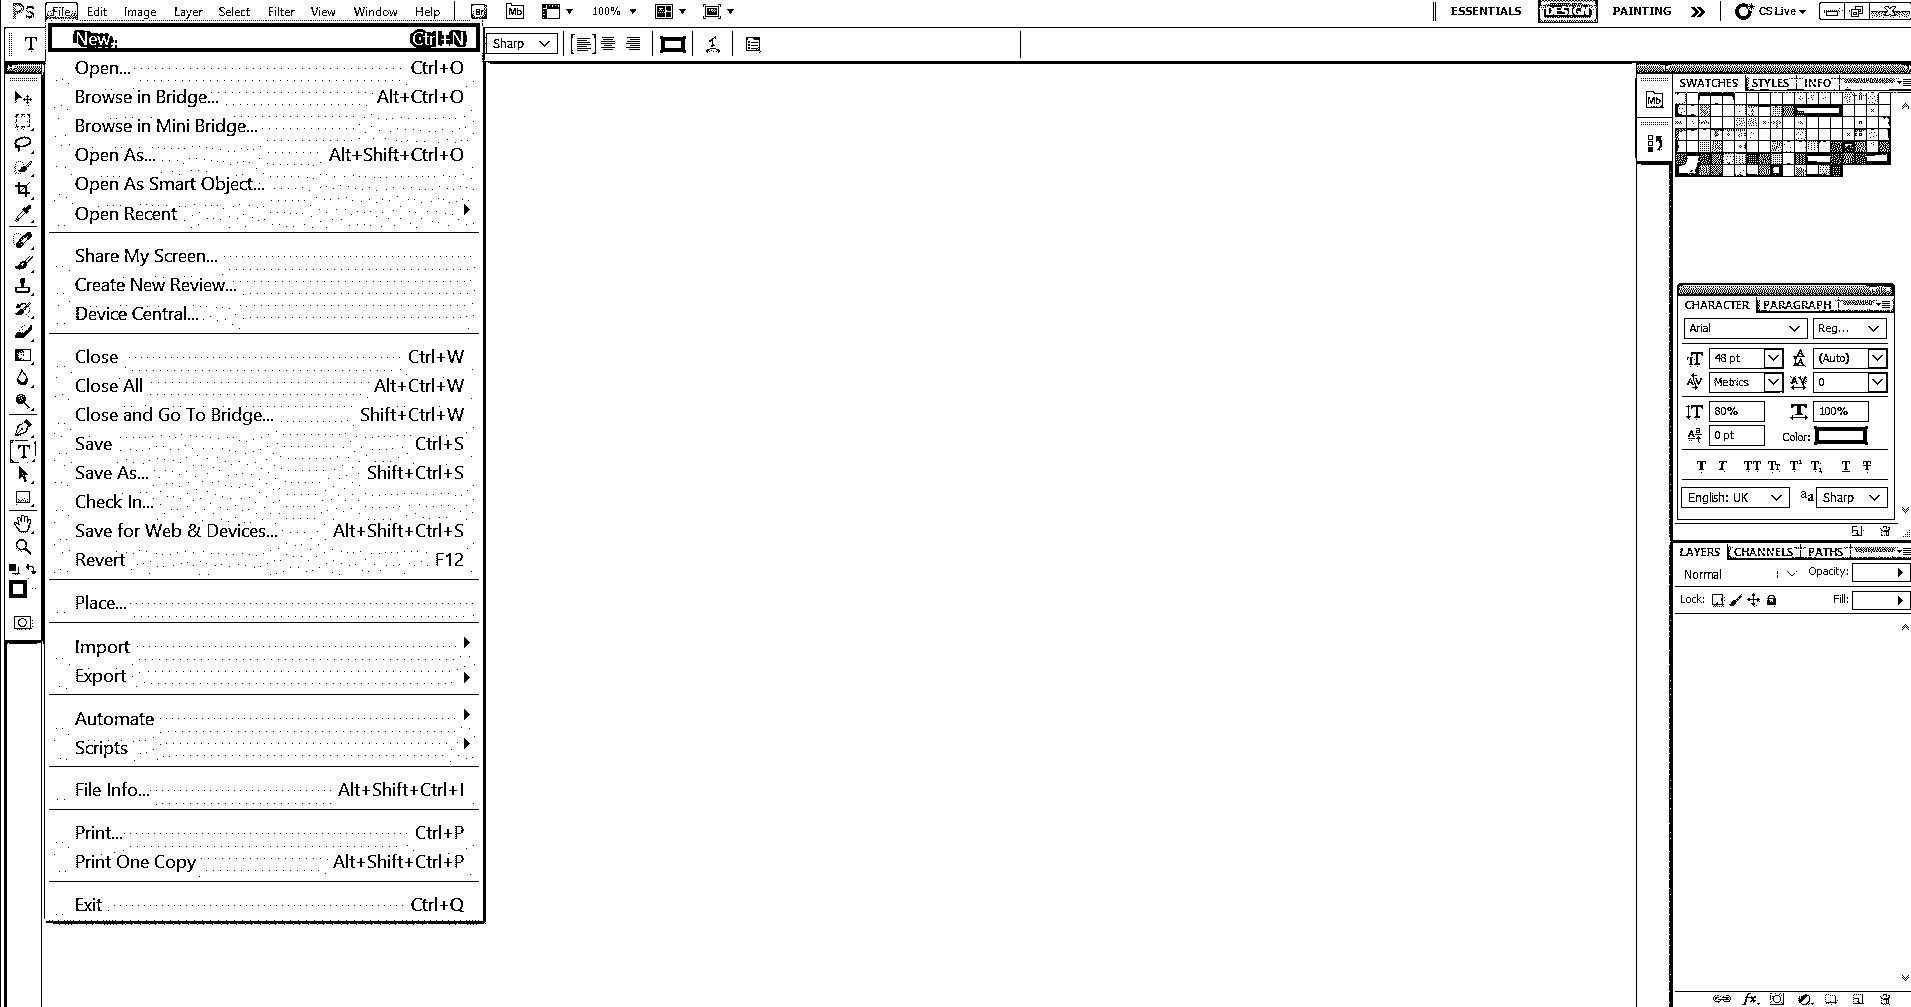 Ps File Edit Image Layer Select Filter View Window Help Br Mb 100% ESSENTIALS DESIGN PAINTING CS Live
T Sharp
New... Ctrl+N
Open... Ctrl+O
Browse in Bridge... Alt+Ctrl+O
Browse in Mini Bridge...
Open As... Alt+Shift+Ctrl+O
Open As Smart Object...
Open Recent
Share My Screen...
Create New Review...
Device Central...
Close Ctrl+W
Close All Alt+Ctrl+W
Close and Go To Bridge... Shift+Ctrl+W
Save Ctrl+S
Save As... Shift+Ctrl+S
Check In...
Save for Web & Devices... Alt+Shift+Ctrl+S
Revert F12
Place...
Import
Export
Automate
Scripts
File Info... Alt+Shift+Ctrl+I
Print... Ctrl+P
Print One Copy Alt+Shift+Ctrl+P
Exit Ctrl+Q
Mb
SWATCHES STYLES INFO
CHARACTER PARAGRAPH
Arial Reg...
48 pt (Auto)
Metrics 0
80% 100%
0 pt Color:
T T TT Tr T¹ T₁ T T
English: UK aa Sharp
LAYERS CHANNELS PATHS
Normal Opacity:
Lock: Fill:
fx